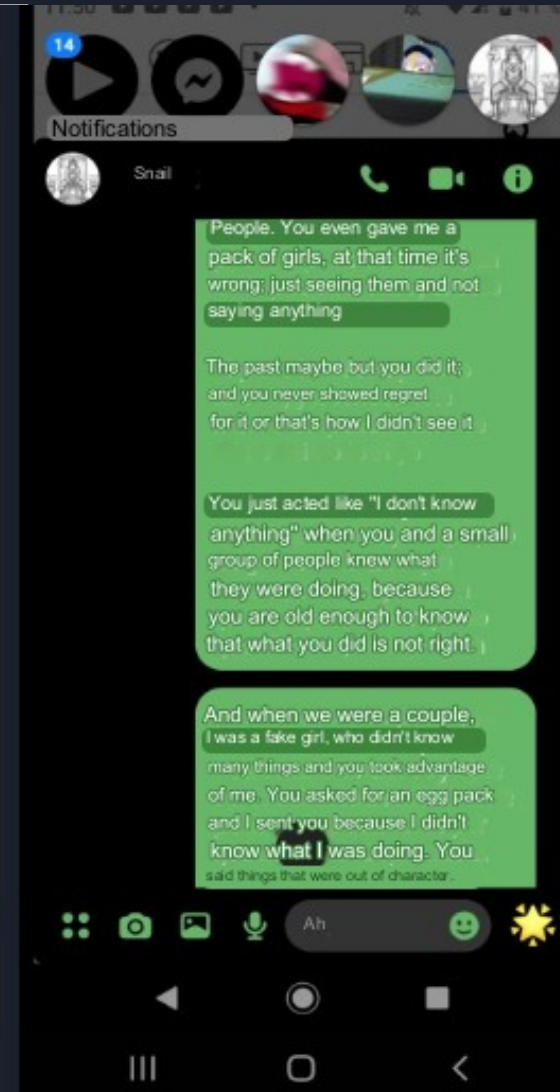 11:50
14
Notifications
Snail
People. You even gave me a
pack of girls, at that time it's
wrong; just seeing them and not
saying anything
The past maybe but you did it;
and you never showed regret
for it or that's how I didn't see it
You just acted like "I don't know
anything" when you and a small
group of people knew what
they were doing, because
you are old enough to know
that what you did is not right.
And when we were a couple,
I was a fake girl, who didn't know
many things and you took advantage
of me. You asked for an egg pack
and I sent you because I didn't
know what I was doing. You
said things that were out of character.
Ah